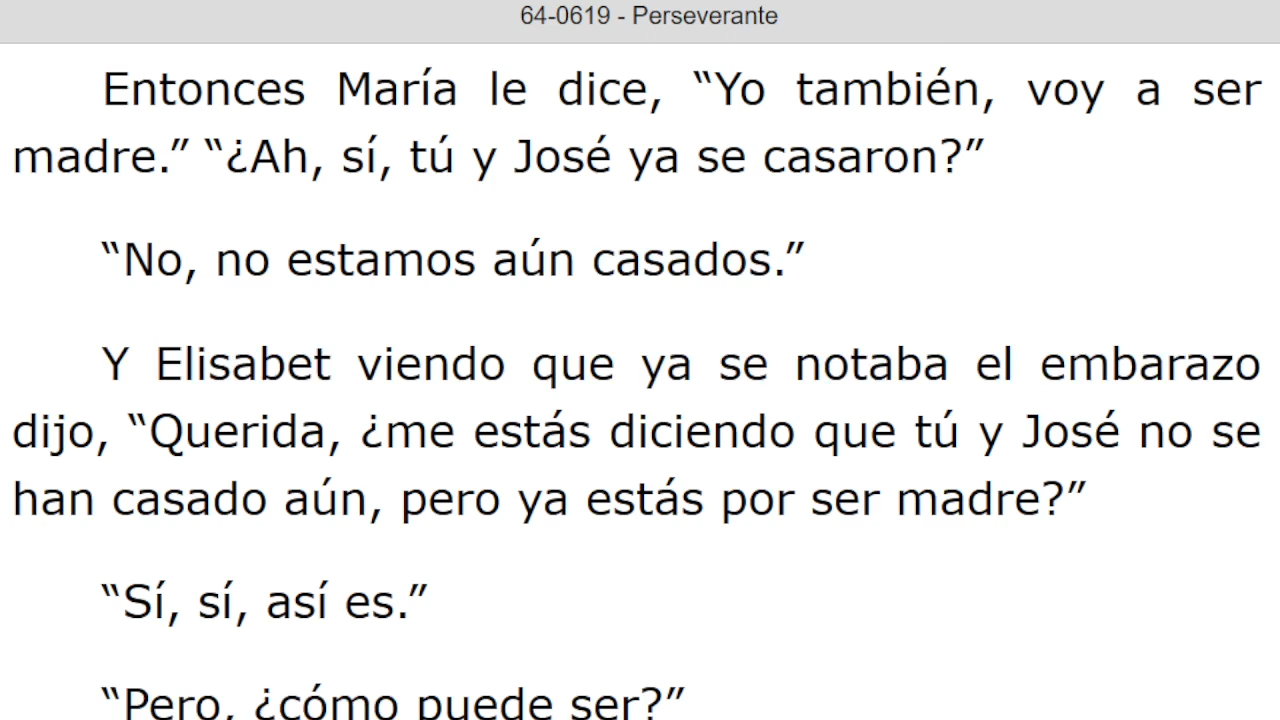 64-0619 - Perseverante
Entonces María le dice, “Yo también, voy a ser
madre.” “¿Ah, sí, tú y José ya se casaron?”
“No, no estamos aún casados.”
Y Elisabet viendo que ya se notaba el embarazo
dijo, “Querida, ¿me estás diciendo que tú y José no se
han casado aún, pero ya estás por ser madre?”
“Sí, sí, así es.”
“Pero, ¿cómo puede ser?”